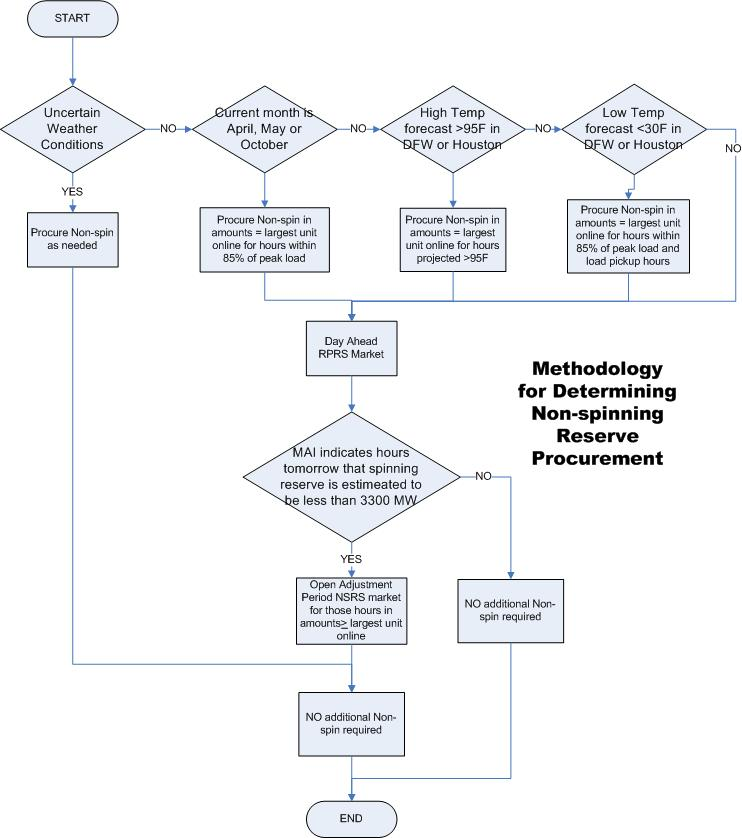 START
Uncertain
Weather
Conditions
NO
Current month is
April, May or
October
NO
High Temp
forecast >95F in
DFW or Houston
NO
Low Temp
forecast <30F in
DFW or Houston
NO
YES
Procure Non-spin
as needed
Procure Non-spin in
amounts = largest unit
online for hours within
85% of peak load
Procure Non-spin in
amounts = largest
unit online for hours
projected >95F
Procure Non-spin in
amounts = largest unit
online for hours within
85% of peak load and
load pickup hours
Day Ahead
RPRS Market
Methodology
for Determining
Non-spinning
Reserve
Procurement
MAI indicates hours
tomorrow that spinning
reserve is estimeated to
be less than 3300 MW
NO
YES
Open Adjustment
Period NSRS market
for those hours in
amounts≥ largest unit
online
NO additional Non-
spin required
NO additional Non-
spin required
END